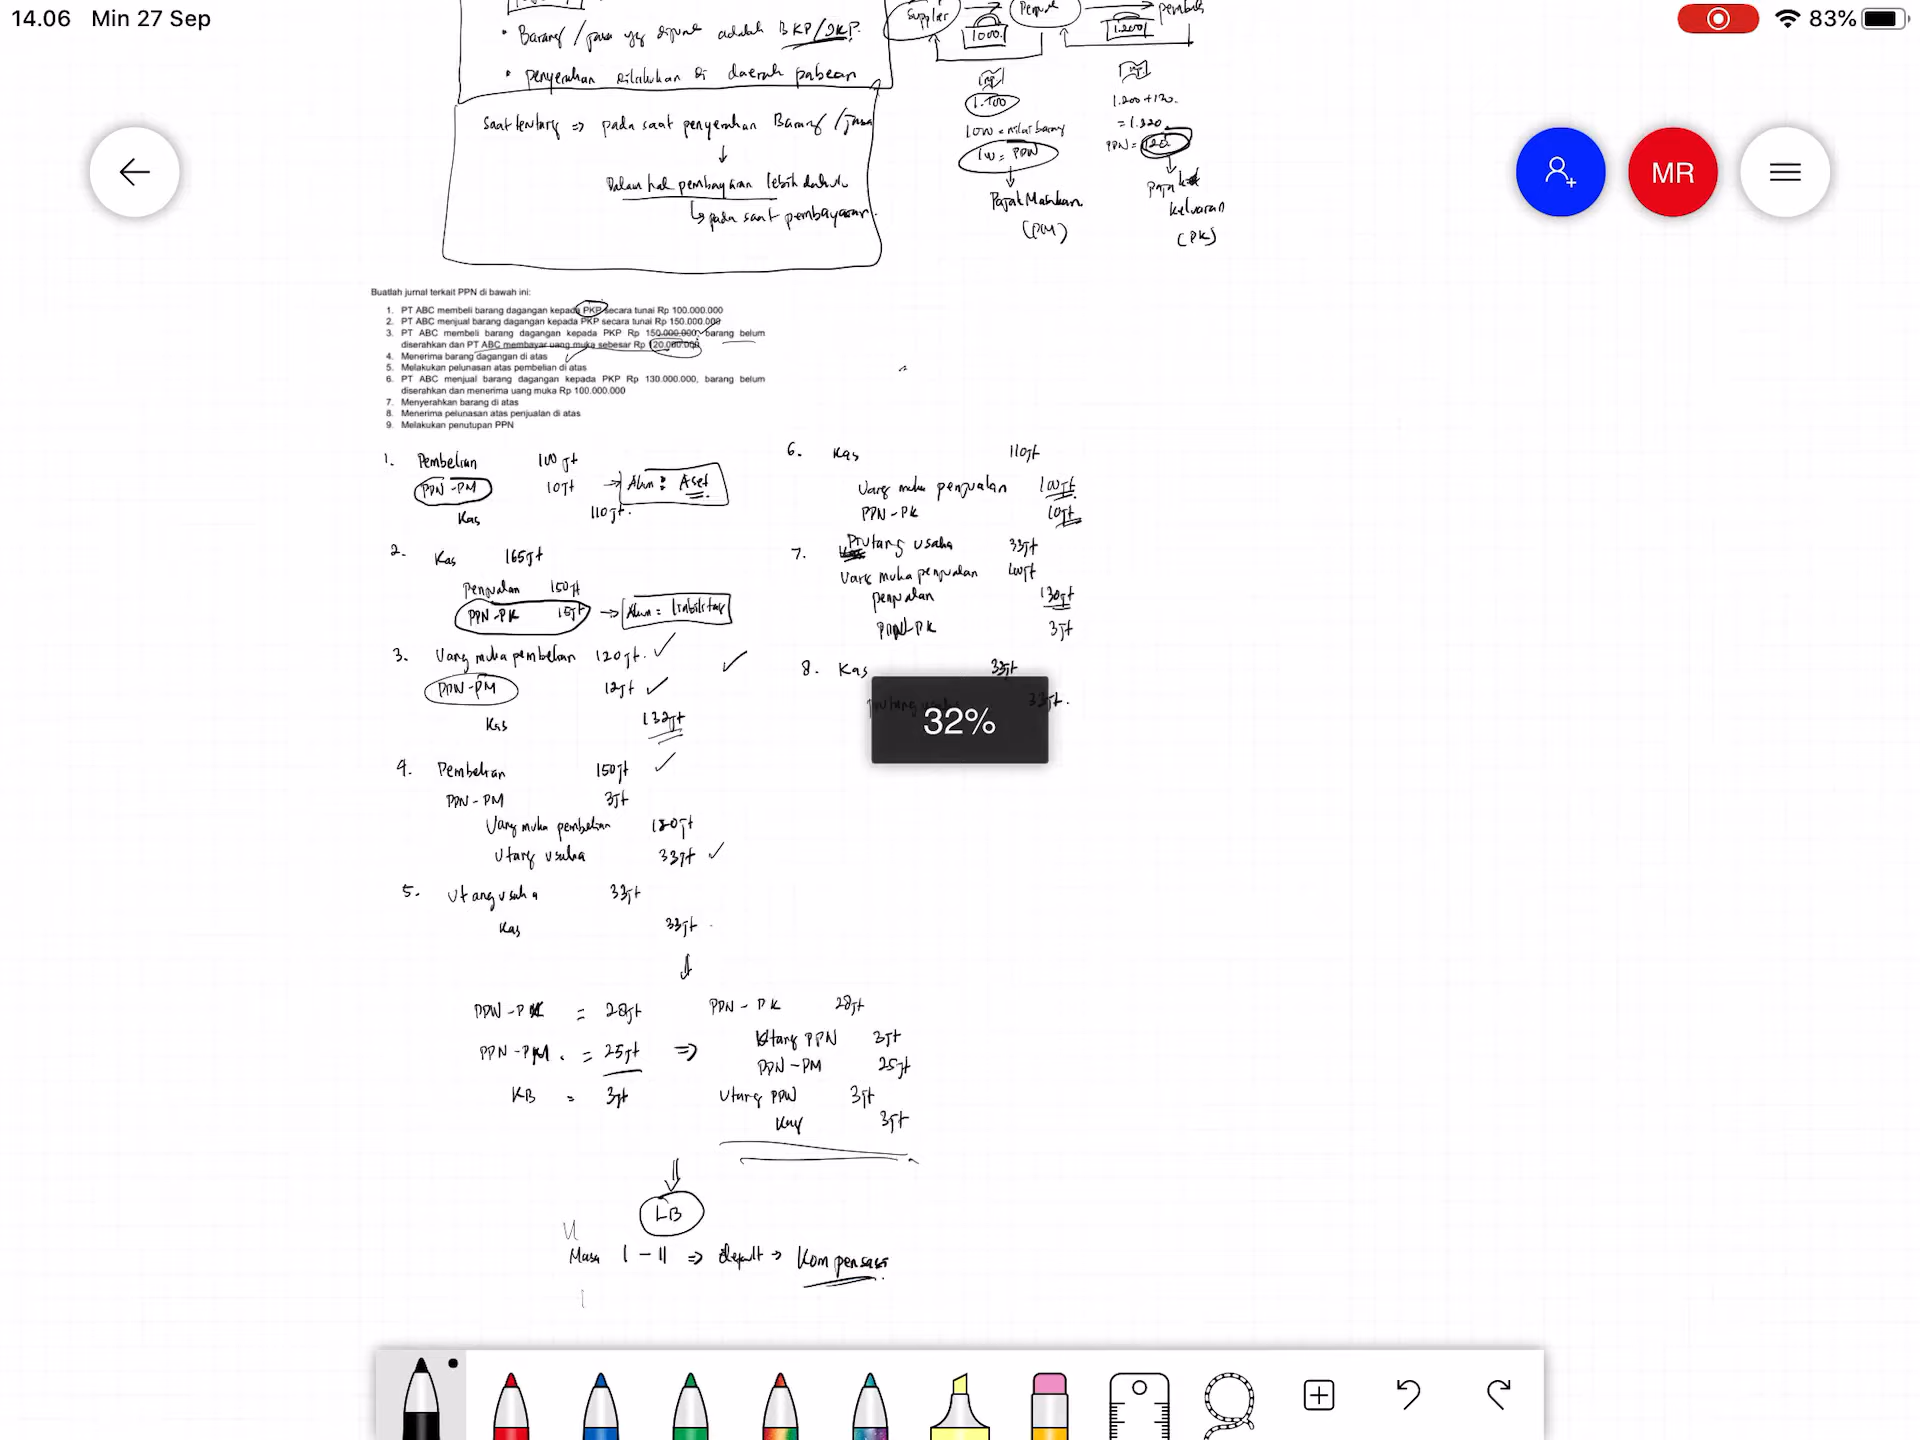 14.06 Min 27 Sep
83%
• Barang / jasa yg dijual adalah BKP/JKP.
• penyerahan dilakukan di daerah pabean
Saat terutang => pada saat penyerahan Barang / jasa
Dalam hal pembayaran lebih dahulu
pada saat pembayaran.
Supplier
Penjual
pembeli
1000
1.200
1.100
1000 = nilai barang
100 = PPN
Pajak Masukan
(PM)
1.200 + 120
= 1.320
PPN = 120
Pajak
Keluaran
(PK)
MR
Buatlah jurnal terkait PPN di bawah ini:
1. PT ABC membeli barang dagangan kepada PKP secara tunai Rp 100.000.000
2. PT ABC menjual barang dagangan kepada PKP secara tunai Rp 150.000.000
3. PT ABC membeli barang dagangan kepada PKP Rp 150.000.000, barang belum
diserahkan dan PT ABC membayar uang muka sebesar Rp 120.000.000
4. Menerima barang dagangan di atas
5. Melakukan pelunasan atas pembelian di atas
6. PT ABC menjual barang dagangan kepada PKP Rp 130.000.000, barang belum
diserahkan dan menerima uang muka Rp 100.000.000
7. Menyerahkan barang di atas
8. Menerima pelunasan atas penjualan di atas
9. Melakukan penutupan PPN
1. Pembelian 100 jt
PPN - PM 10jt → Akun : Aset
Kas 110jt.
2. Kas 165jt
Penjualan 150jt
PPN - PK 15jt → Akun = Liabilitas
3. Uang muka pembelian 120jt.
PPN - PM 12jt
Kas 132jt
4. Pembelian 150jt
PPN - PM 3jt
Uang muka pembelian 120jt
Utang usaha 33jt
5. Utang usaha 33jt
Kas 33jt
6. Kas 110jt
Uang muka penjualan 100jt
PPN - PK 10jt
7. Piutang usaha 33jt
Uang muka penjualan 100jt
penjualan 130jt
PPN - PK 3jt
8. Kas 33jt
piutang usaha 33jt.
32%
PPN - PK = 28jt
PPN - PM = 25jt =>
KB = 3jt
PPN - PK 28jt
Utang PPN 3jt
PPN - PM 25jt
Utang PPN 3jt
Kas 3jt
LB
Masa 1 - 11 => default → Kompensasi